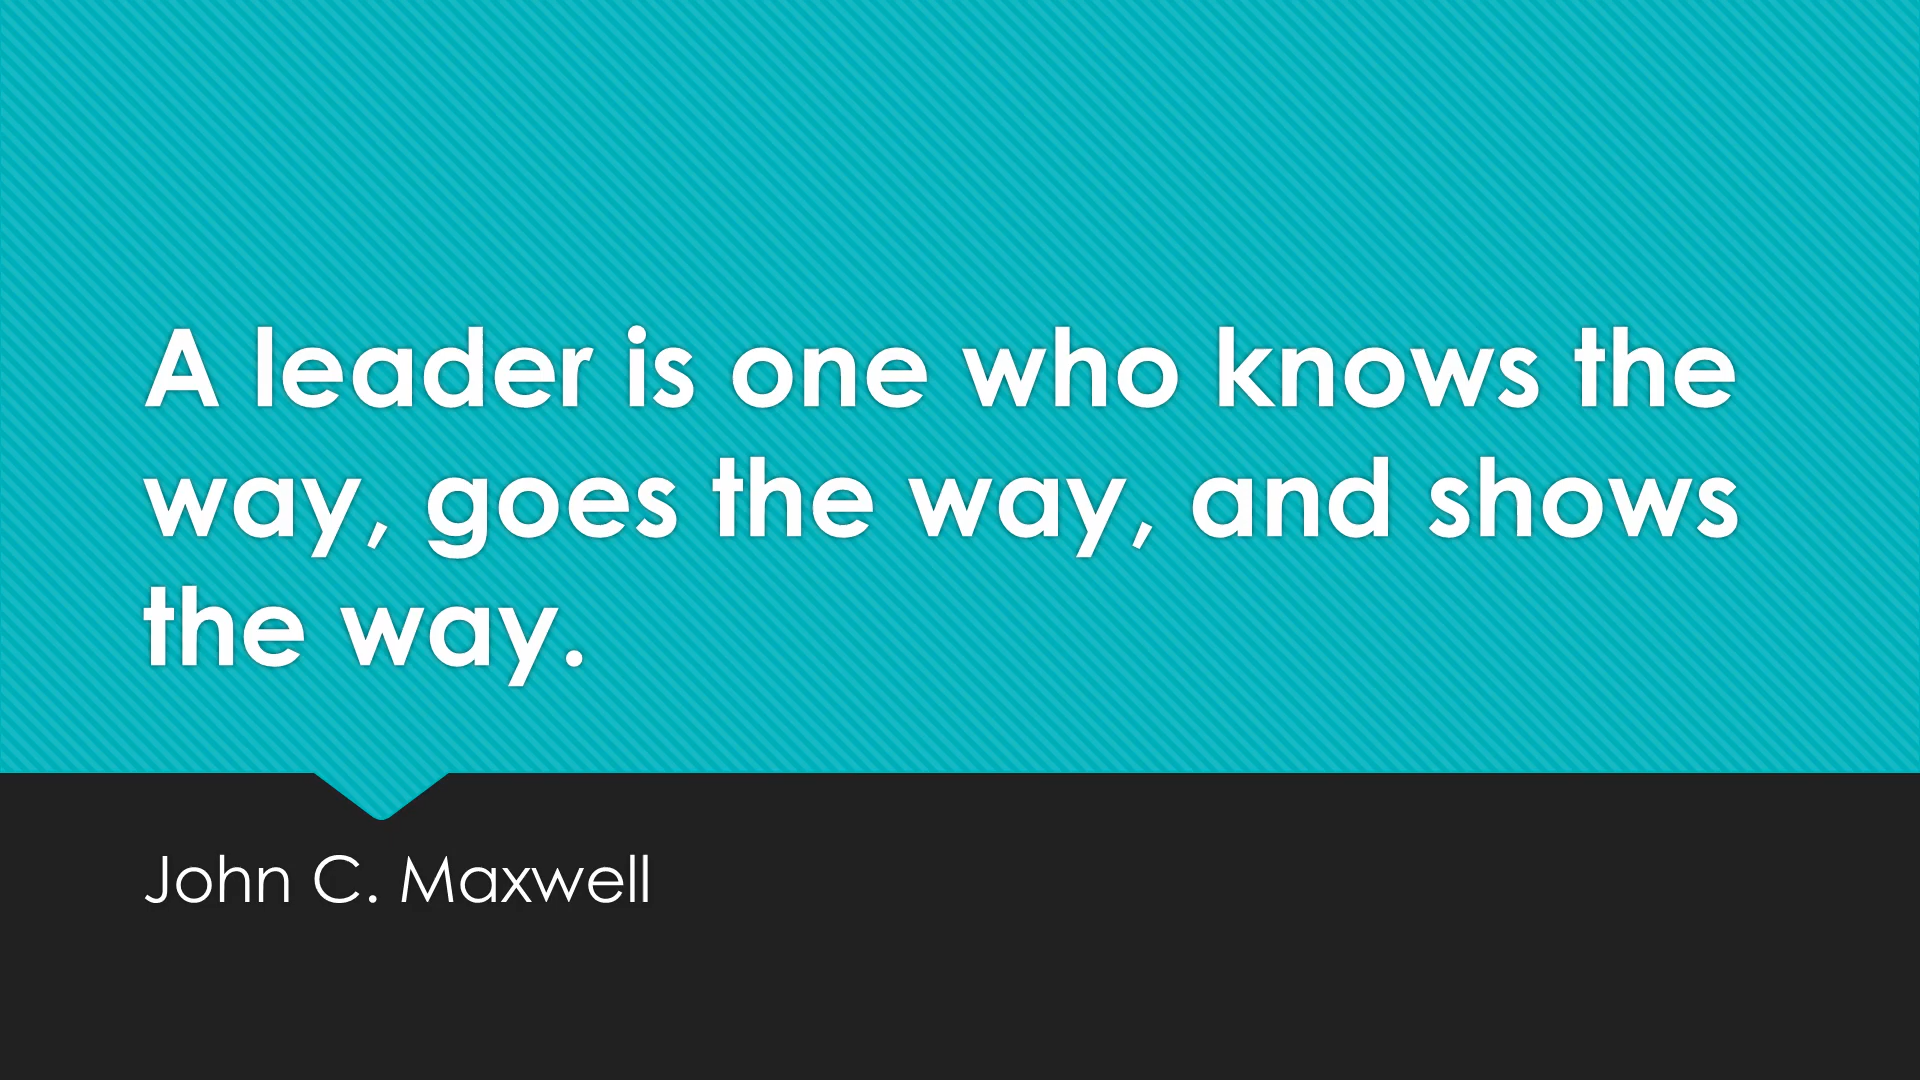 A leader is one who knows the
way, goes the way, and shows
the way.
John C. Maxwell